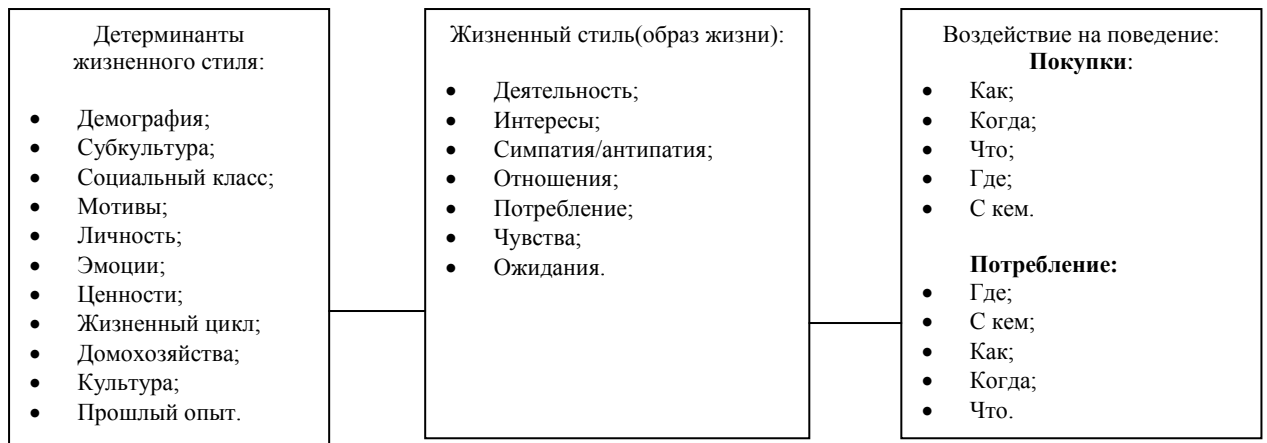 Детерминанты
жизненного стиля:
• Демография;
• Субкультура;
• Социальный класс;
• Мотивы;
• Личность;
• Эмоции;
• Ценности;
• Жизненный цикл;
• Домохозяйства;
• Культура;
• Прошлый опыт.
Жизненный стиль(образ жизни):
• Деятельность;
• Интересы;
• Симпатия/антипатия;
• Отношения;
• Потребление;
• Чувства;
• Ожидания.
Воздействие на поведение:
Покупки:
• Как;
• Когда;
• Что;
• Где;
• С кем.
Потребление:
• Где;
• С кем;
• Как;
• Когда;
• Что.